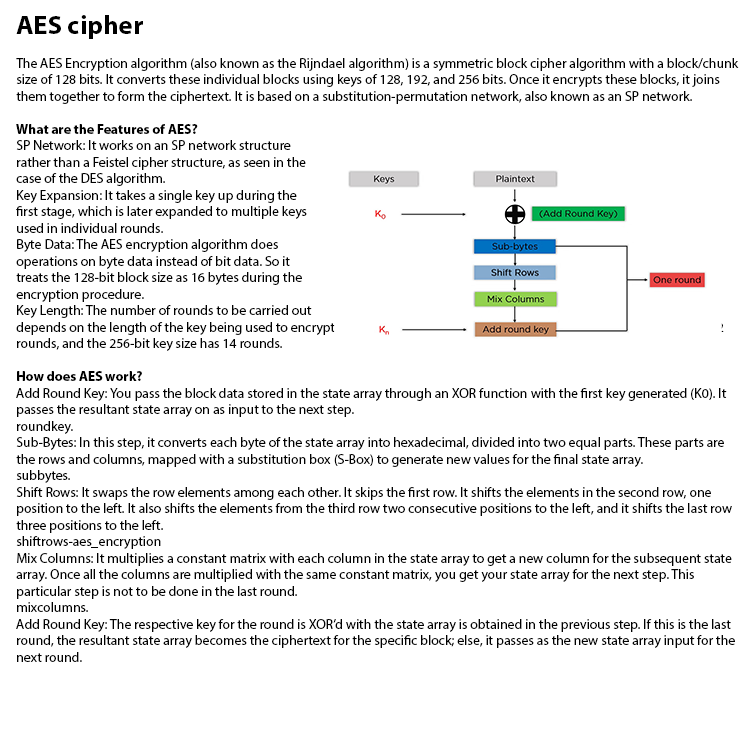 AES cipher
The AES Encryption algorithm (also known as the Rijndael algorithm) is a symmetric block cipher algorithm with a block/chunk
size of 128 bits. It converts these individual blocks using keys of 128, 192, and 256 bits. Once it encrypts these blocks, it joins
them together to form the ciphertext. It is based on a substitution-permutation network, also known as an SP network.
What are the Features of AES?
SP Network: It works on an SP network structure
rather than a Feistel cipher structure, as seen in the
case of the DES algorithm.
Key Expansion: It takes a single key up during the
first stage, which is later expanded to multiple keys
used in individual rounds.
Byte Data: The AES encryption algorithm does
operations on byte data instead of bit data. So it
treats the 128-bit block size as 16 bytes during the
encryption procedure.
Key Length: The number of rounds to be carried out
depends on the length of the key being used to encrypt
rounds, and the 256-bit key size has 14 rounds.
Keys
Plaintext
K0
(Add Round Key)
Sub-bytes
Shift Rows
One round
Mix Columns
Kn
Add round key
How does AES work?
Add Round Key: You pass the block data stored in the state array through an XOR function with the first key generated (K0). It
passes the resultant state array on as input to the next step.
roundkey.
Sub-Bytes: In this step, it converts each byte of the state array into hexadecimal, divided into two equal parts. These parts are
the rows and columns, mapped with a substitution box (S-Box) to generate new values for the final state array.
subbytes.
Shift Rows: It swaps the row elements among each other. It skips the first row. It shifts the elements in the second row, one
position to the left. It also shifts the elements from the third row two consecutive positions to the left, and it shifts the last row
three positions to the left.
shiftrows-aes_encryption
Mix Columns: It multiplies a constant matrix with each column in the state array to get a new column for the subsequent state
array. Once all the columns are multiplied with the same constant matrix, you get your state array for the next step. This
particular step is not to be done in the last round.
mixcolumns.
Add Round Key: The respective key for the round is XOR'd with the state array is obtained in the previous step. If this is the last
round, the resultant state array becomes the ciphertext for the specific block; else, it passes as the new state array input for the
next round.